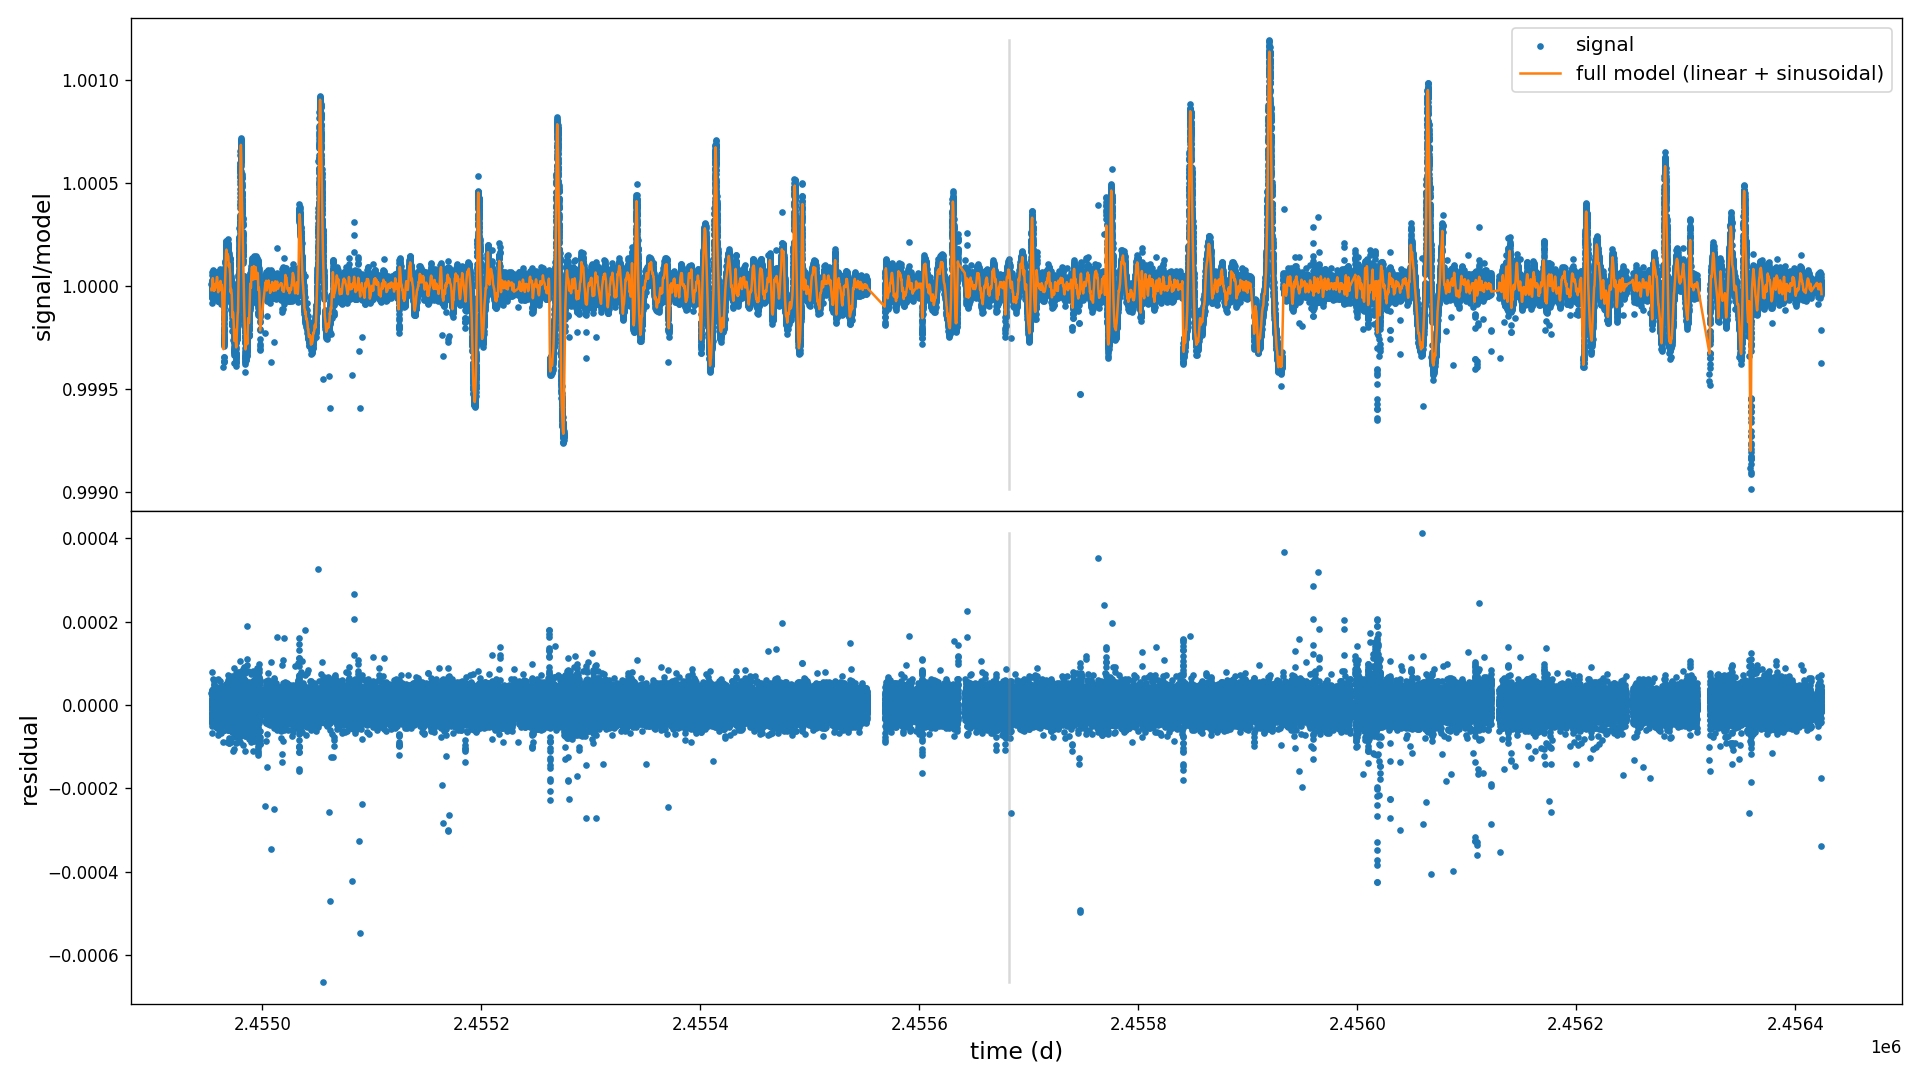 signal
full model (linear + sinusoidal)
signal/model
1.0010
1.0005
1.0000
0.9995
0.9990
residual
0.0004
0.0002
0.0000
−0.0002
−0.0004
−0.0006
2.4550 2.4552 2.4554 2.4556 2.4558 2.4560 2.4562 2.4564
1e6
time (d)